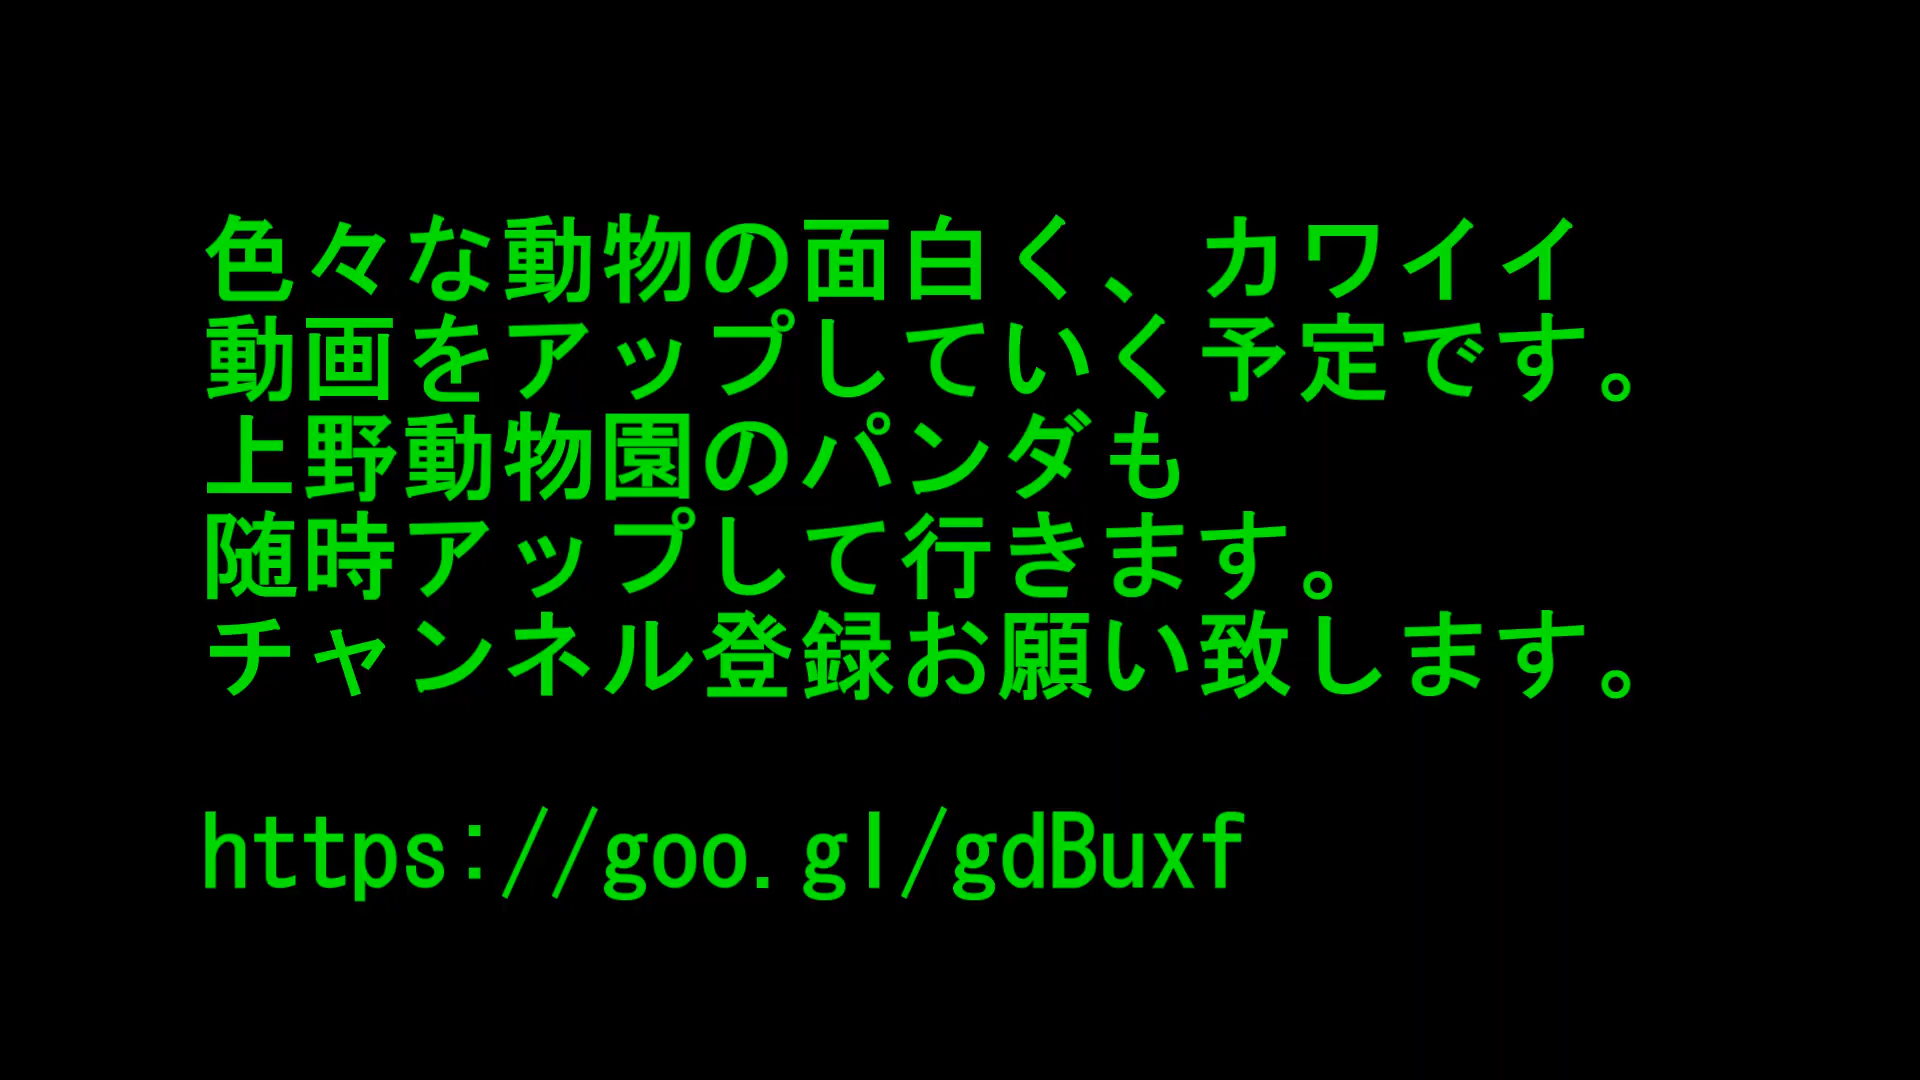 色々な動物の面白く、カワイイ
動画をアップしていく予定です。
上野動物園のパンダも
随時アップして行きます。
チャンネル登録お願い致します。
https://goo.gl/gdBuxf